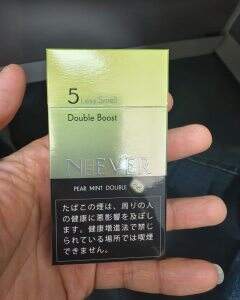 5 Less Smell
Double Boost
NEEVER
PEAR MINT DOUBLE
たばこの煙は、周りの人
の健康に悪影響を及ぼし
ます。健康増進法で禁じ
られている場所では喫煙
できません。